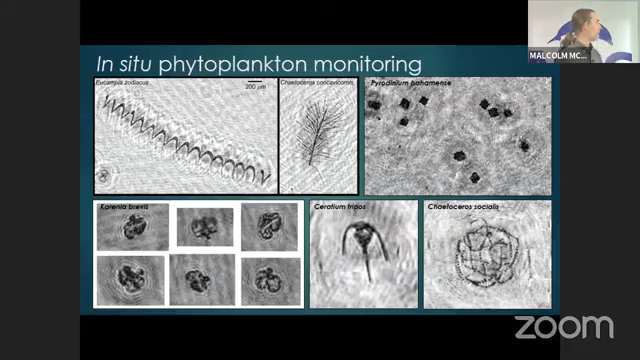 MALCOLM MC...
In situ phytoplankton monitoring
Eucampia zodiacus
200 µm
Chaetoceros concavicornis
Pyrodinium bahamense
Karenia brevis
Ceratium tripos
Chaetoceros socialis
zoom